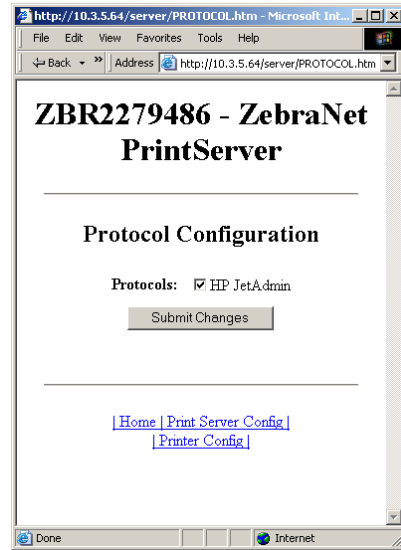 http://10.3.5.64/server/PROTOCOL.htm - Microsoft Int...
File Edit View Favorites Tools Help
Back » Address http://10.3.5.64/server/PROTOCOL.htm
ZBR2279486 - ZebraNet
PrintServer
Protocol Configuration
Protocols: HP JetAdmin
Submit Changes
| Home | Print Server Config |
| Printer Config |
Done Internet